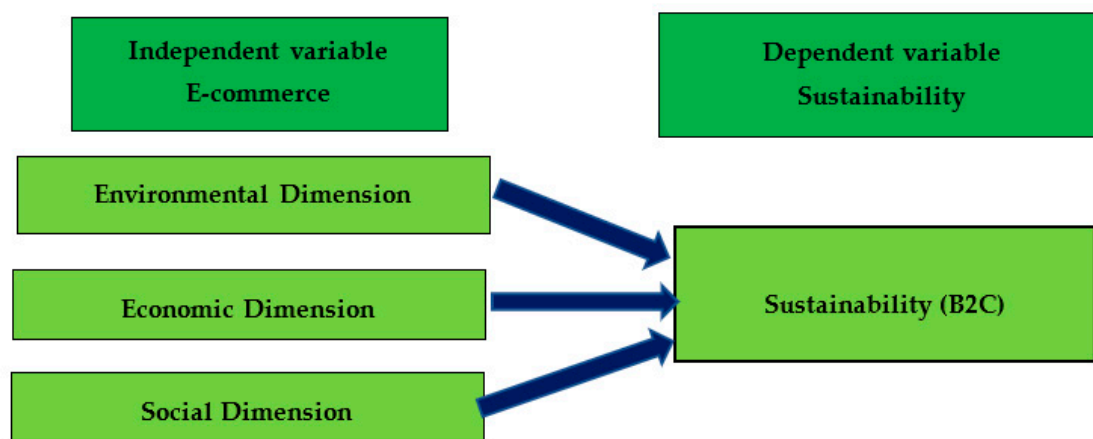 Independent variable
E-commerce
Dependent variable
Sustainability
Environmental Dimension
Economic Dimension
Social Dimension
Sustainability (B2C)